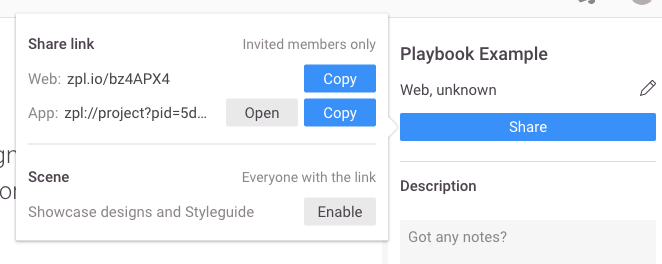 Share link
Invited members only
Web: zpl.io/bz4APX4
Copy
App: zpl://project?pid=5d...
Open
Copy
Scene
Everyone with the link
Showcase designs and Styleguide
Enable
Playbook Example
Web, unknown
Share
Description
Got any notes?